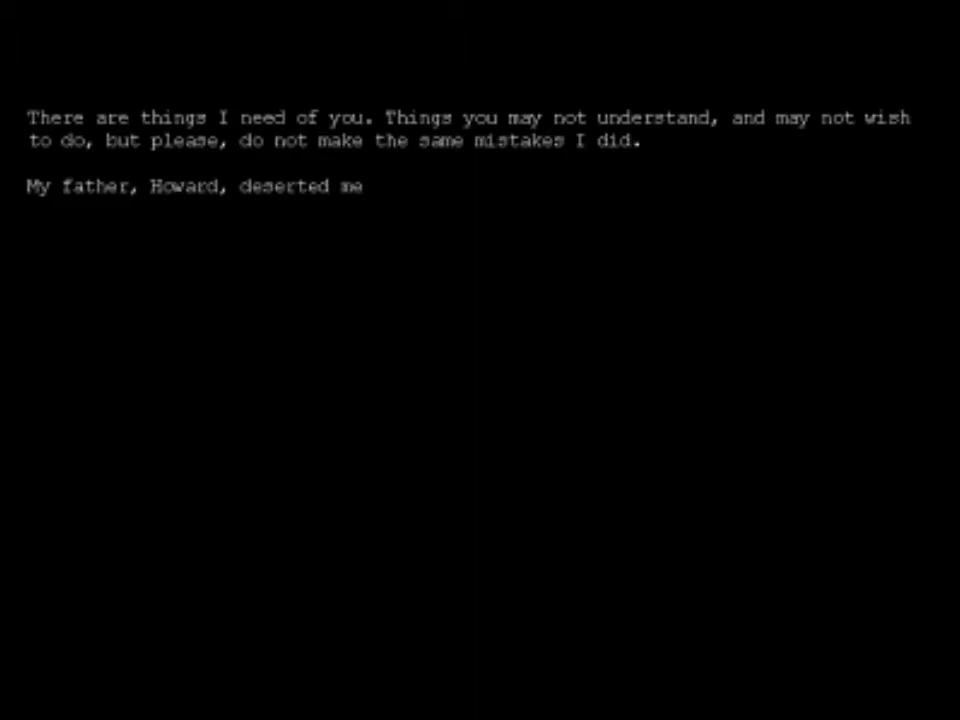 There are things I need of you. Things you may not understand, and may not wish
to do, but please, do not make the same mistakes I did.
My father, Howard, deserted me